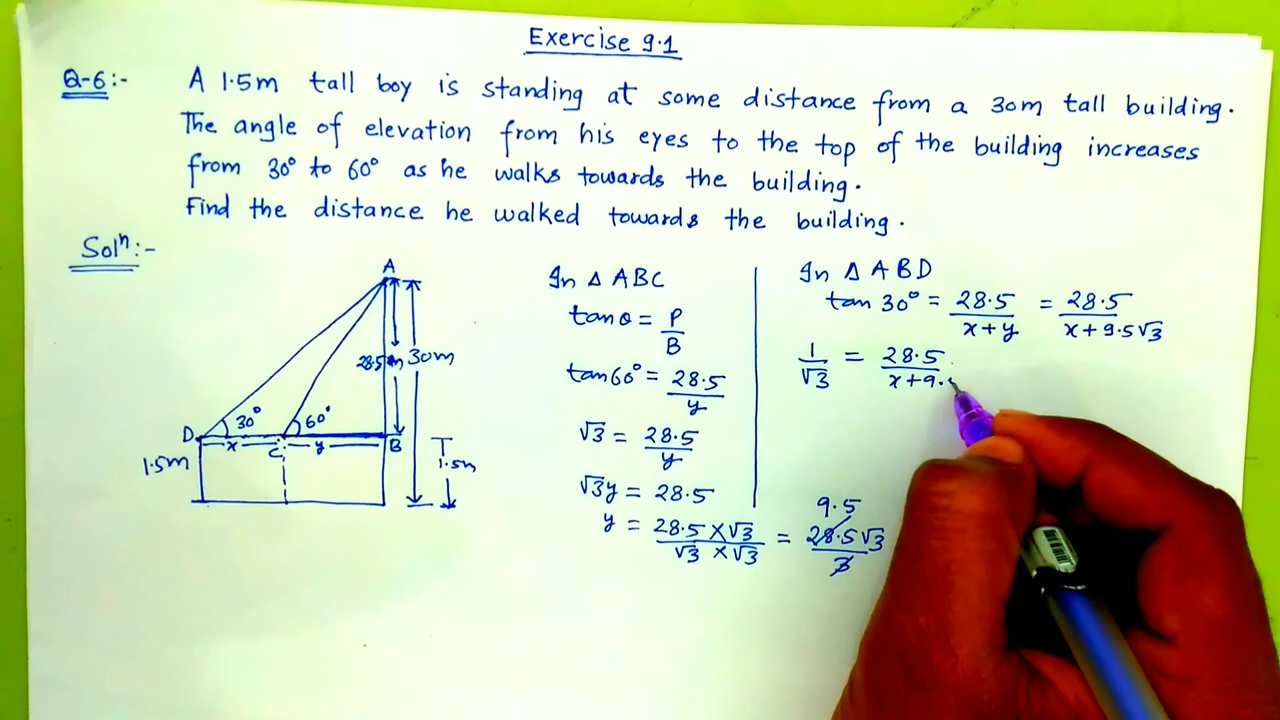 Exercise 9.1
Q-6:- A 1.5m tall boy is standing at some distance from a 30m tall building.
The angle of elevation from his eyes to the top of the building increases
from 30° to 60° as he walks towards the building.
Find the distance he walked towards the building.
Solⁿ:-
A
28.5m 30m
D 30° 60°
x C y B
1.5m 1.5m
In △ ABC
tanθ = P/B
tan60° = 28.5/y
√3 = 28.5/y
√3y = 28.5
y = 28.5 × √3/√3 × √3 = 28.5√3/3
9.5
In △ ABD
tan 30° = 28.5/x+y = 28.5/x+9.5√3
1/√3 = 28.5/x+9.